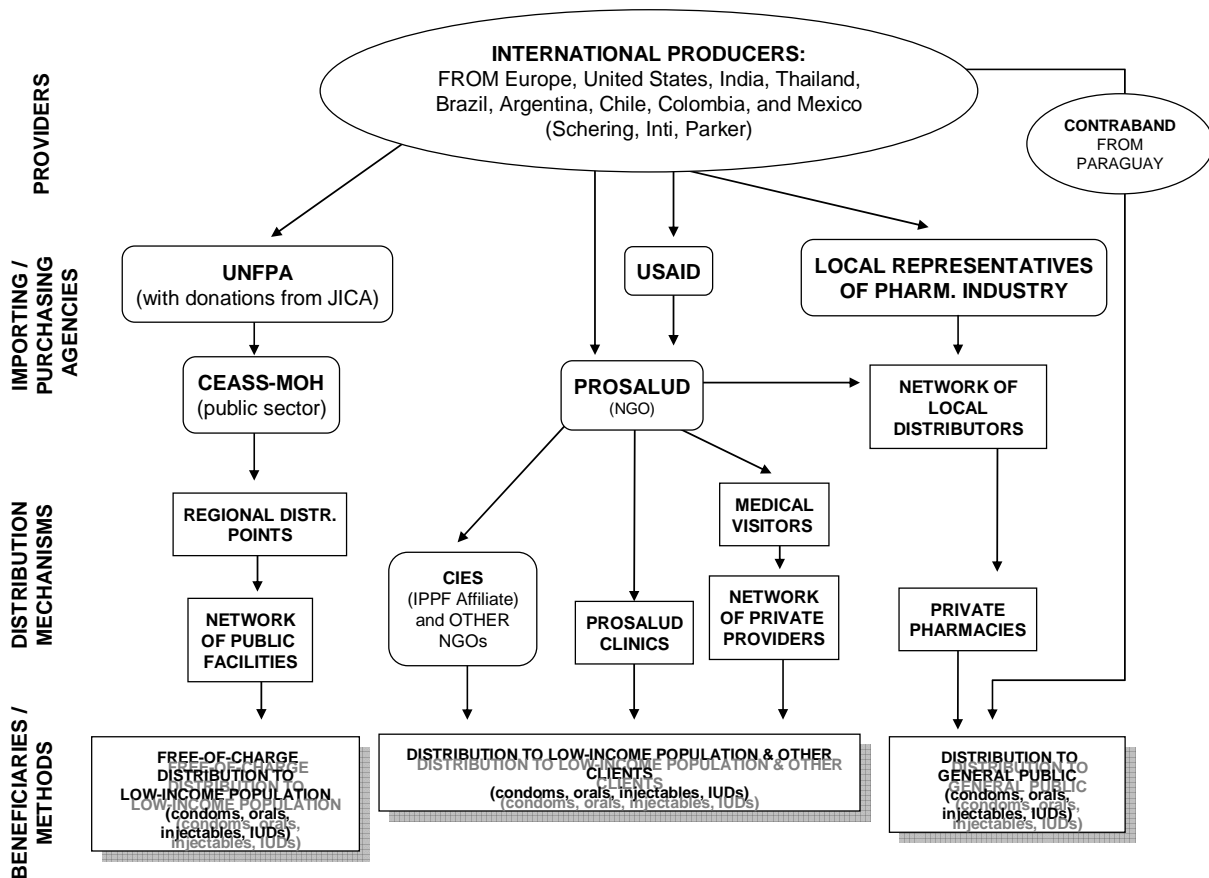 INTERNATIONAL PRODUCERS:
FROM Europe, United States, India, Thailand,
Brazil, Argentina, Chile, Colombia, and Mexico
(Schering, Inti, Parker)
CONTRABAND
FROM
PARAGUAY
PROVIDERS
IMPORTING /
PURCHASING
AGENCIES
UNFPA
(with donations from JICA)
USAID
LOCAL REPRESENTATIVES
OF PHARM. INDUSTRY
CEASS-MOH
(public sector)
PROSALUD
(NGO)
NETWORK OF
LOCAL
DISTRIBUTORS
DISTRIBUTION
MECHANISMS
REGIONAL DISTR.
POINTS
MEDICAL
VISITORS
NETWORK
OF PUBLIC
FACILITIES
CIES
(IPPF Affiliate)
and OTHER
NGOs
PROSALUD
CLINICS
NETWORK
OF PRIVATE
PROVIDERS
PRIVATE
PHARMACIES
BENEFICIARIES /
METHODS
FREE-OF-CHARGE
DISTRIBUTION TO
LOW-INCOME POPULATION
(condoms, orals,
injectables, IUDs)
DISTRIBUTION TO LOW-INCOME POPULATION & OTHER
CLIENTS
(condoms, orals, injectables, IUDs)
DISTRIBUTION TO
GENERAL PUBLIC
(condoms, orals,
injectables, IUDs)